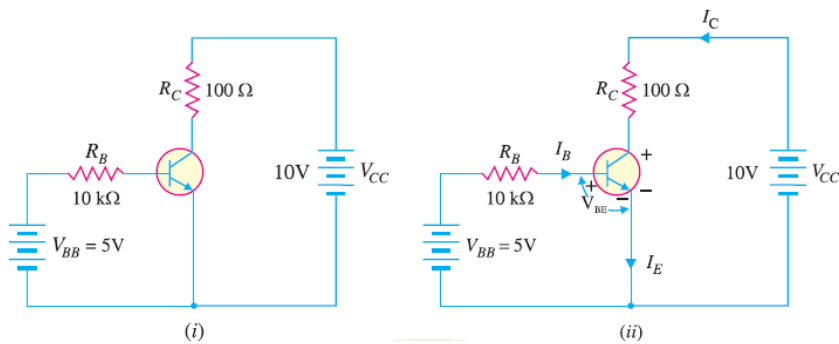 R_C 100 Ω
R_B
10 kΩ
10V V_CC
V_BB = 5V
(i)
I_C
R_C 100 Ω
R_B I_B +
10 kΩ + − −
V_BE
10V V_CC
V_BB = 5V
I_E
(ii)